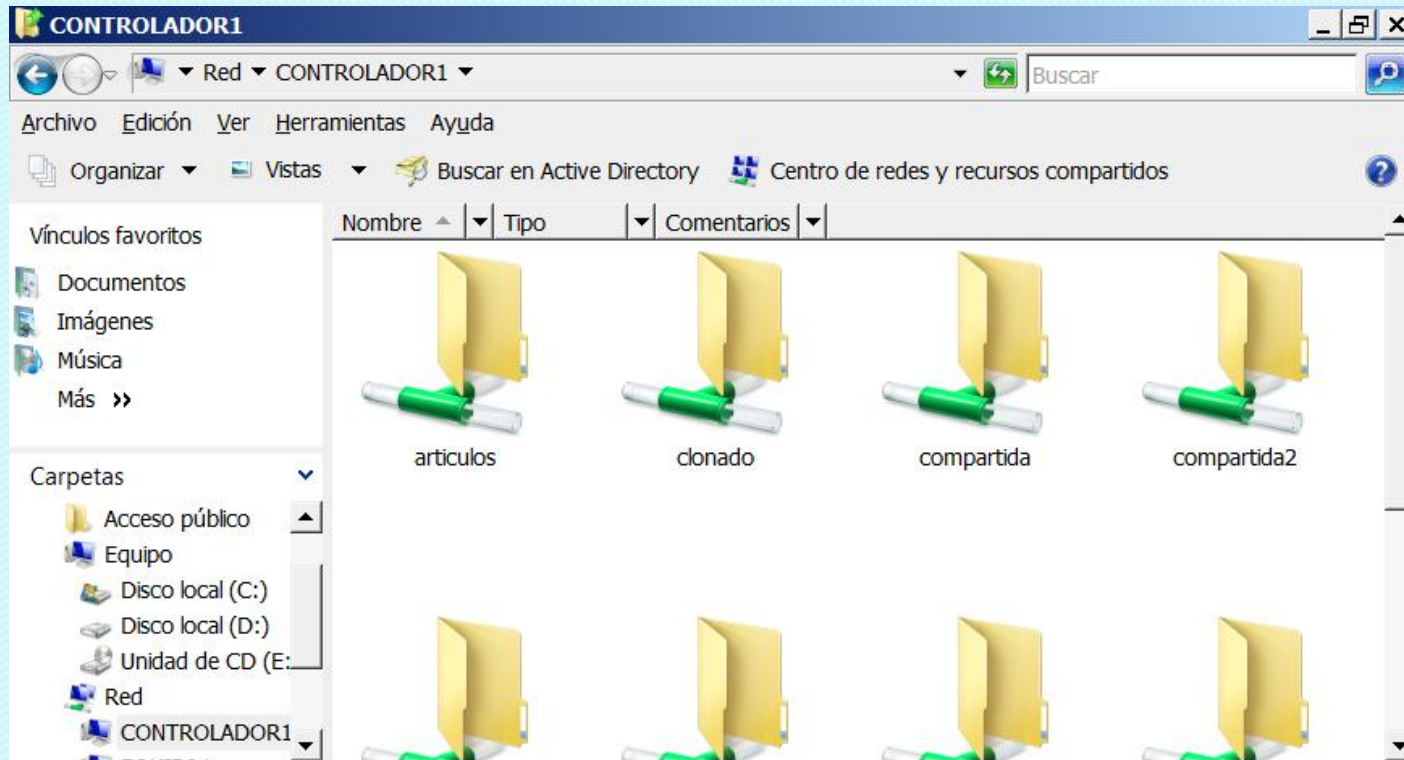 CONTROLADOR1
Red CONTROLADOR1
Buscar
Archivo Edición Ver Herramientas Ayuda
Organizar Vistas Buscar en Active Directory Centro de redes y recursos compartidos
Vínculos favoritos
Documentos
Imágenes
Música
Más
Carpetas
Acceso público
Equipo
Disco local (C:)
Disco local (D:)
Unidad de CD (E:
Red
CONTROLADOR1
Nombre Tipo Comentarios
articulos clonado compartida compartida2